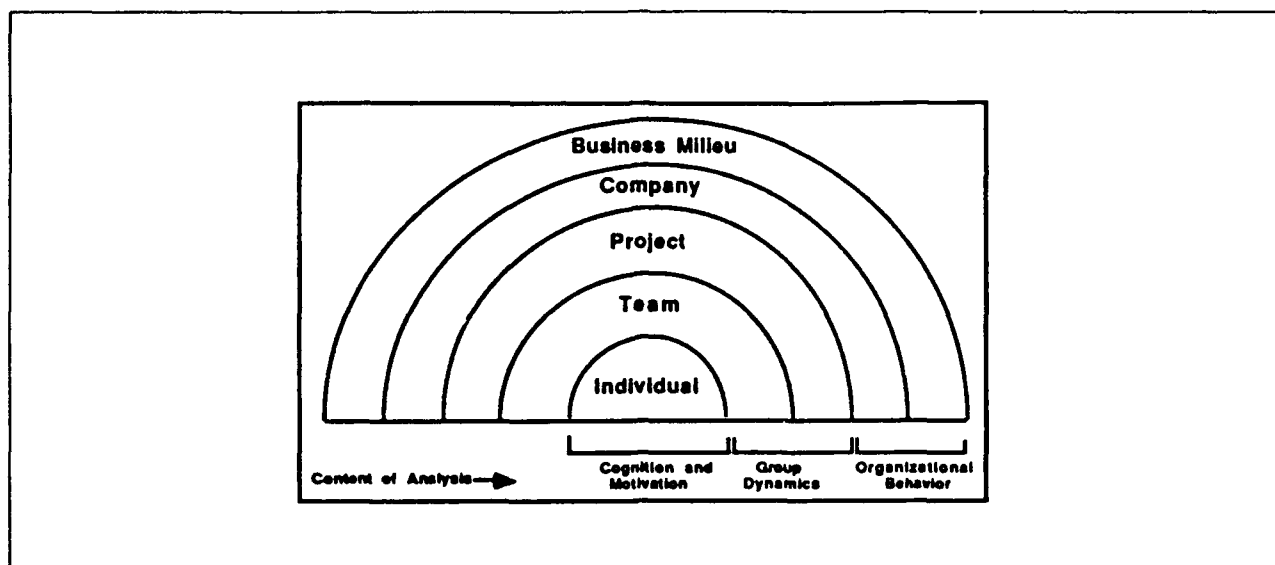 Business Milieu
Company
Project
Team
Individual
Content of Analysis
Cognition and
Motivation
Group
Dynamics
Organizational
Behavior